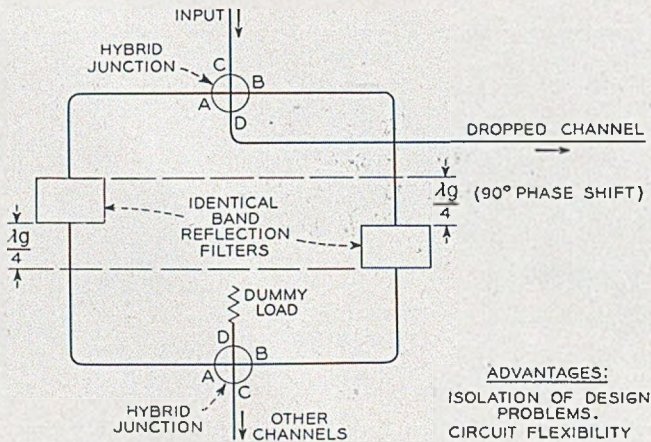 INPUT
HYBRID
JUNCTION
C
B
A
D
DROPPED CHANNEL
λg
4
(90° PHASE SHIFT)
IDENTICAL
BAND
REFLECTION
FILTERS
λg
4
DUMMY
LOAD
D
B
A
C
HYBRID
JUNCTION
OTHER
CHANNELS
ADVANTAGES:
ISOLATION OF DESIGN
PROBLEMS.
CIRCUIT FLEXIBILITY